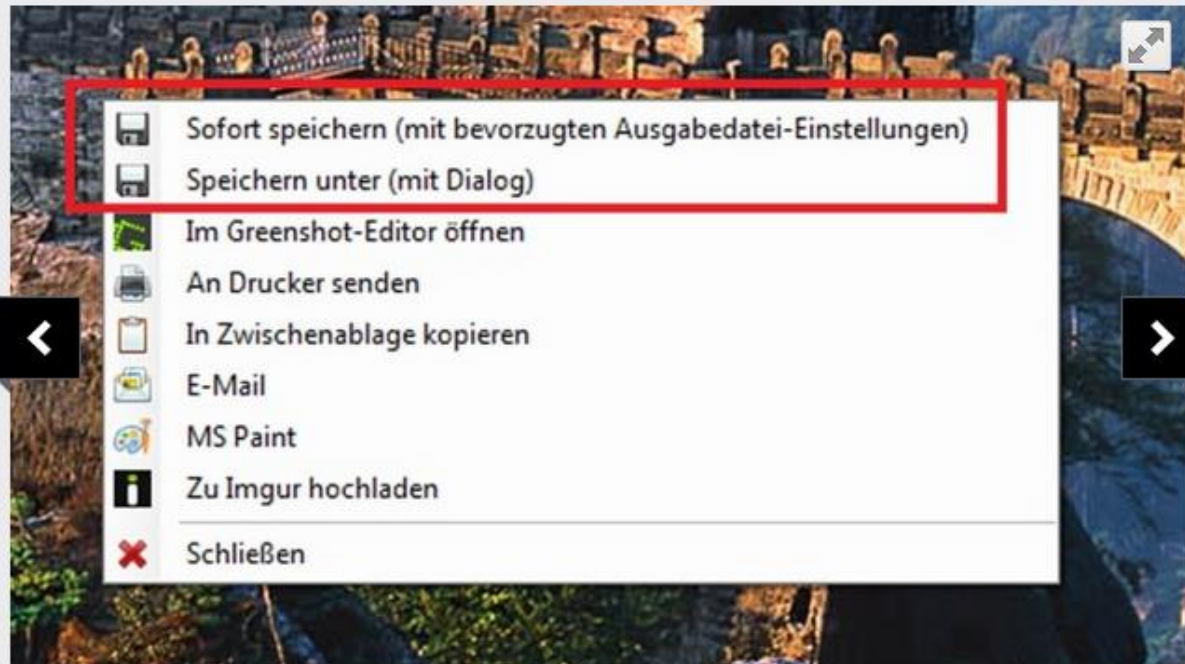 Sofort speichern (mit bevorzugten Ausgabedatei-Einstellungen)
Speichern unter (mit Dialog)
Im Greenshot-Editor öffnen
An Drucker senden
In Zwischenablage kopieren
E-Mail
MS Paint
Zu Imgur hochladen
Schließen